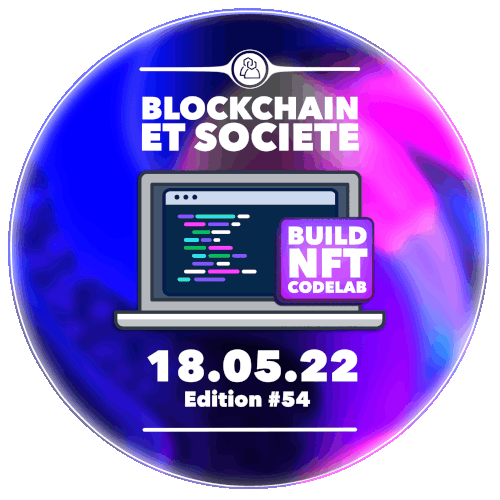 BLOCKCHAIN
ET SOCIETE
BUILD
NFT
CODELAB
18.05.22
Edition #54